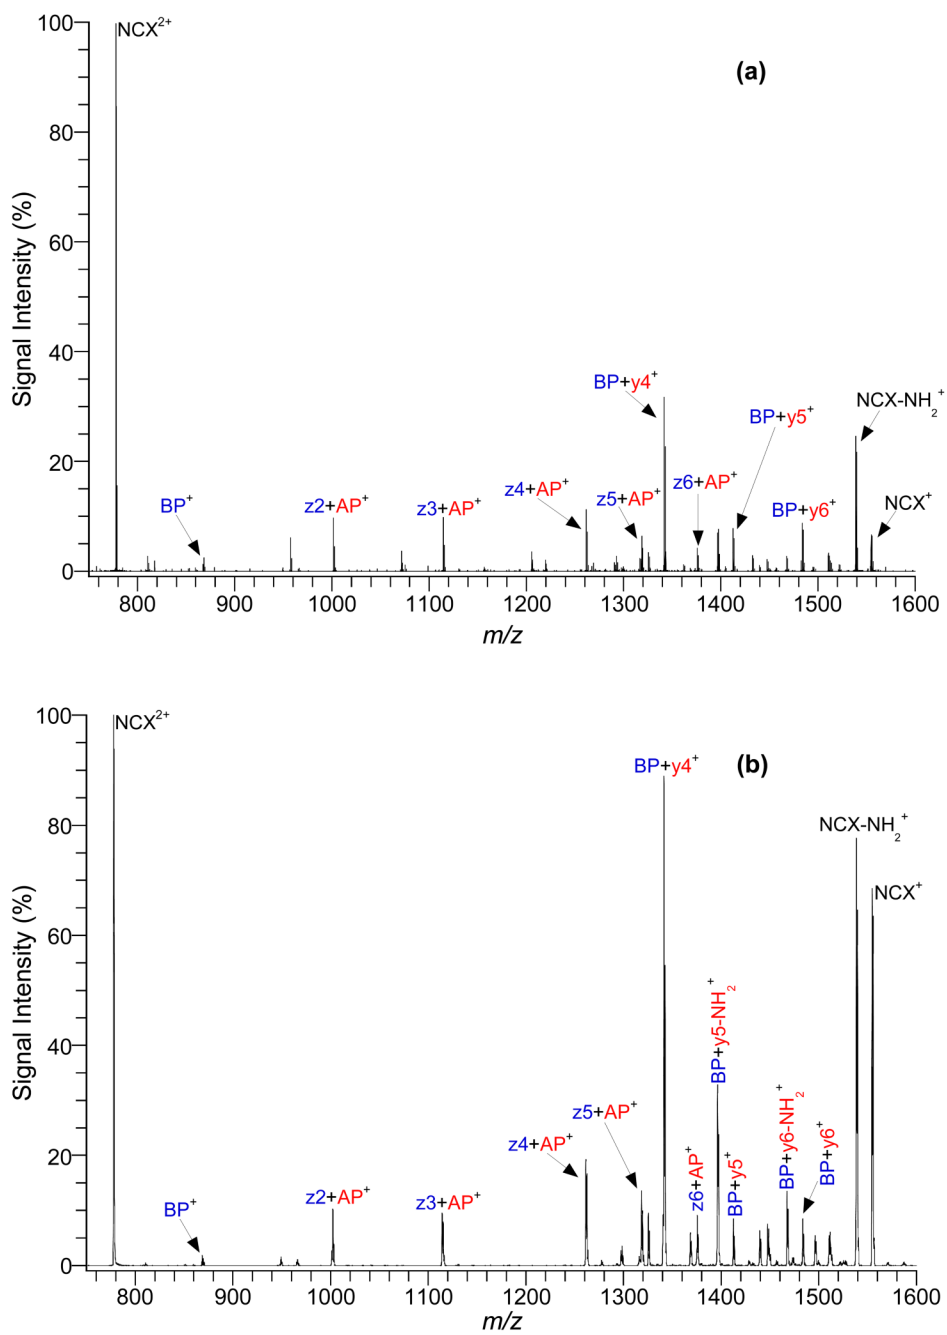 (a)
Signal Intensity (%)
100
80
60
40
20
0
NCX²⁺
BP⁺
z2+AP⁺
z3+AP⁺
z4+AP⁺
BP+y4⁺
z5+AP⁺
z6+AP⁺
BP+y5⁺
BP+y6⁺
NCX-NH₂⁺
NCX⁺
800 900 1000 1100 1200 1300 1400 1500 1600
m/z
(b)
Signal Intensity (%)
100
80
60
40
20
0
NCX²⁺
BP⁺
z2+AP⁺
z3+AP⁺
z4+AP⁺
z5+AP⁺
BP+y4⁺
z6+AP⁺
BP+y5-NH₂⁺
BP+y5⁺
BP+y6-NH₂⁺
BP+y6⁺
NCX-NH₂⁺
NCX⁺
800 900 1000 1100 1200 1300 1400 1500 1600
m/z